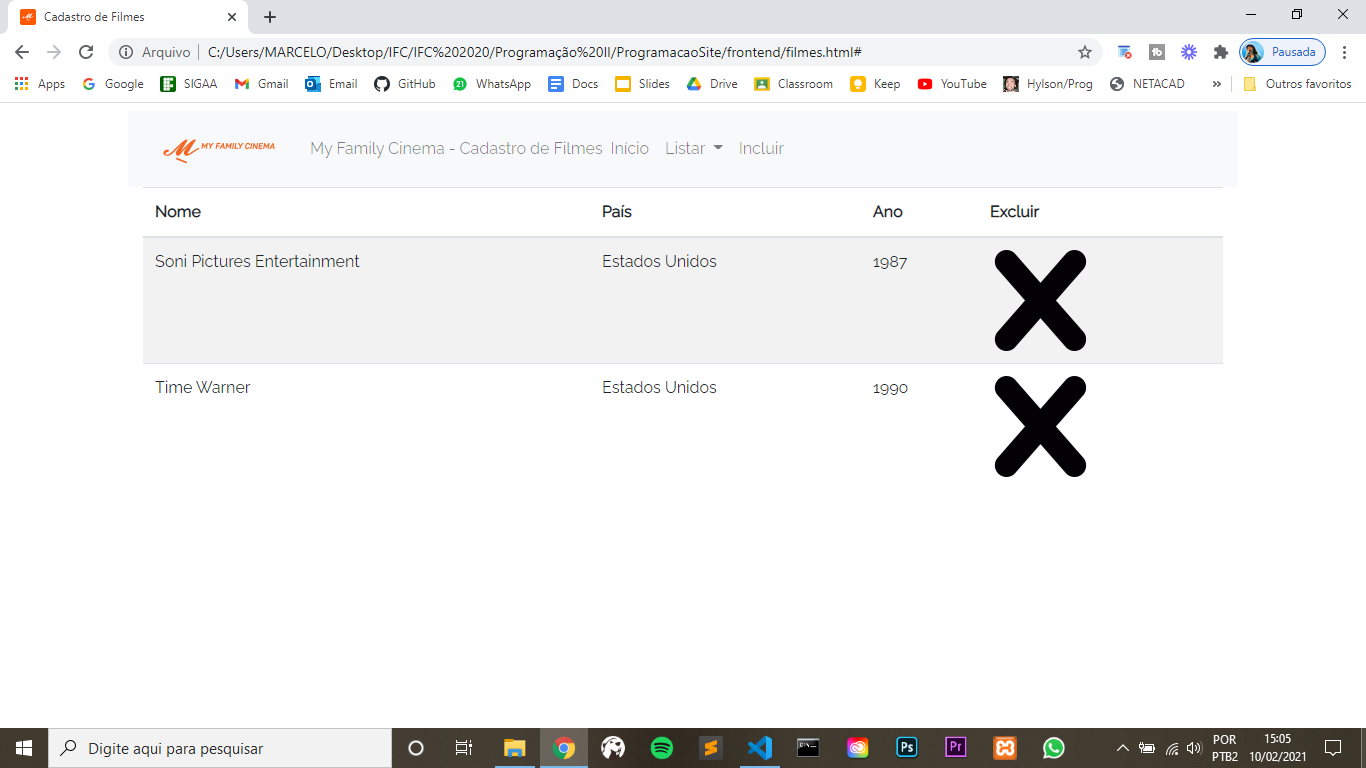 Cadastro de Filmes
Arquivo C:/Users/MARCELO/Desktop/IFC/IFC%202020/Programação%20II/ProgramacaoSite/frontend/filmes.html# Pausada
Apps Google SIGAA Gmail Email GitHub 21 WhatsApp Docs Slides Drive Classroom Keep YouTube Hylson/Prog NETACAD » Outros favoritos
MY FAMILY CINEMA My Family Cinema - Cadastro de Filmes Início Listar Incluir
Nome País Ano Excluir
Soni Pictures Entertainment Estados Unidos 1987
Time Warner Estados Unidos 1990
Digite aqui para pesquisar Ps Pr POR 15:05
PTB2 10/02/2021